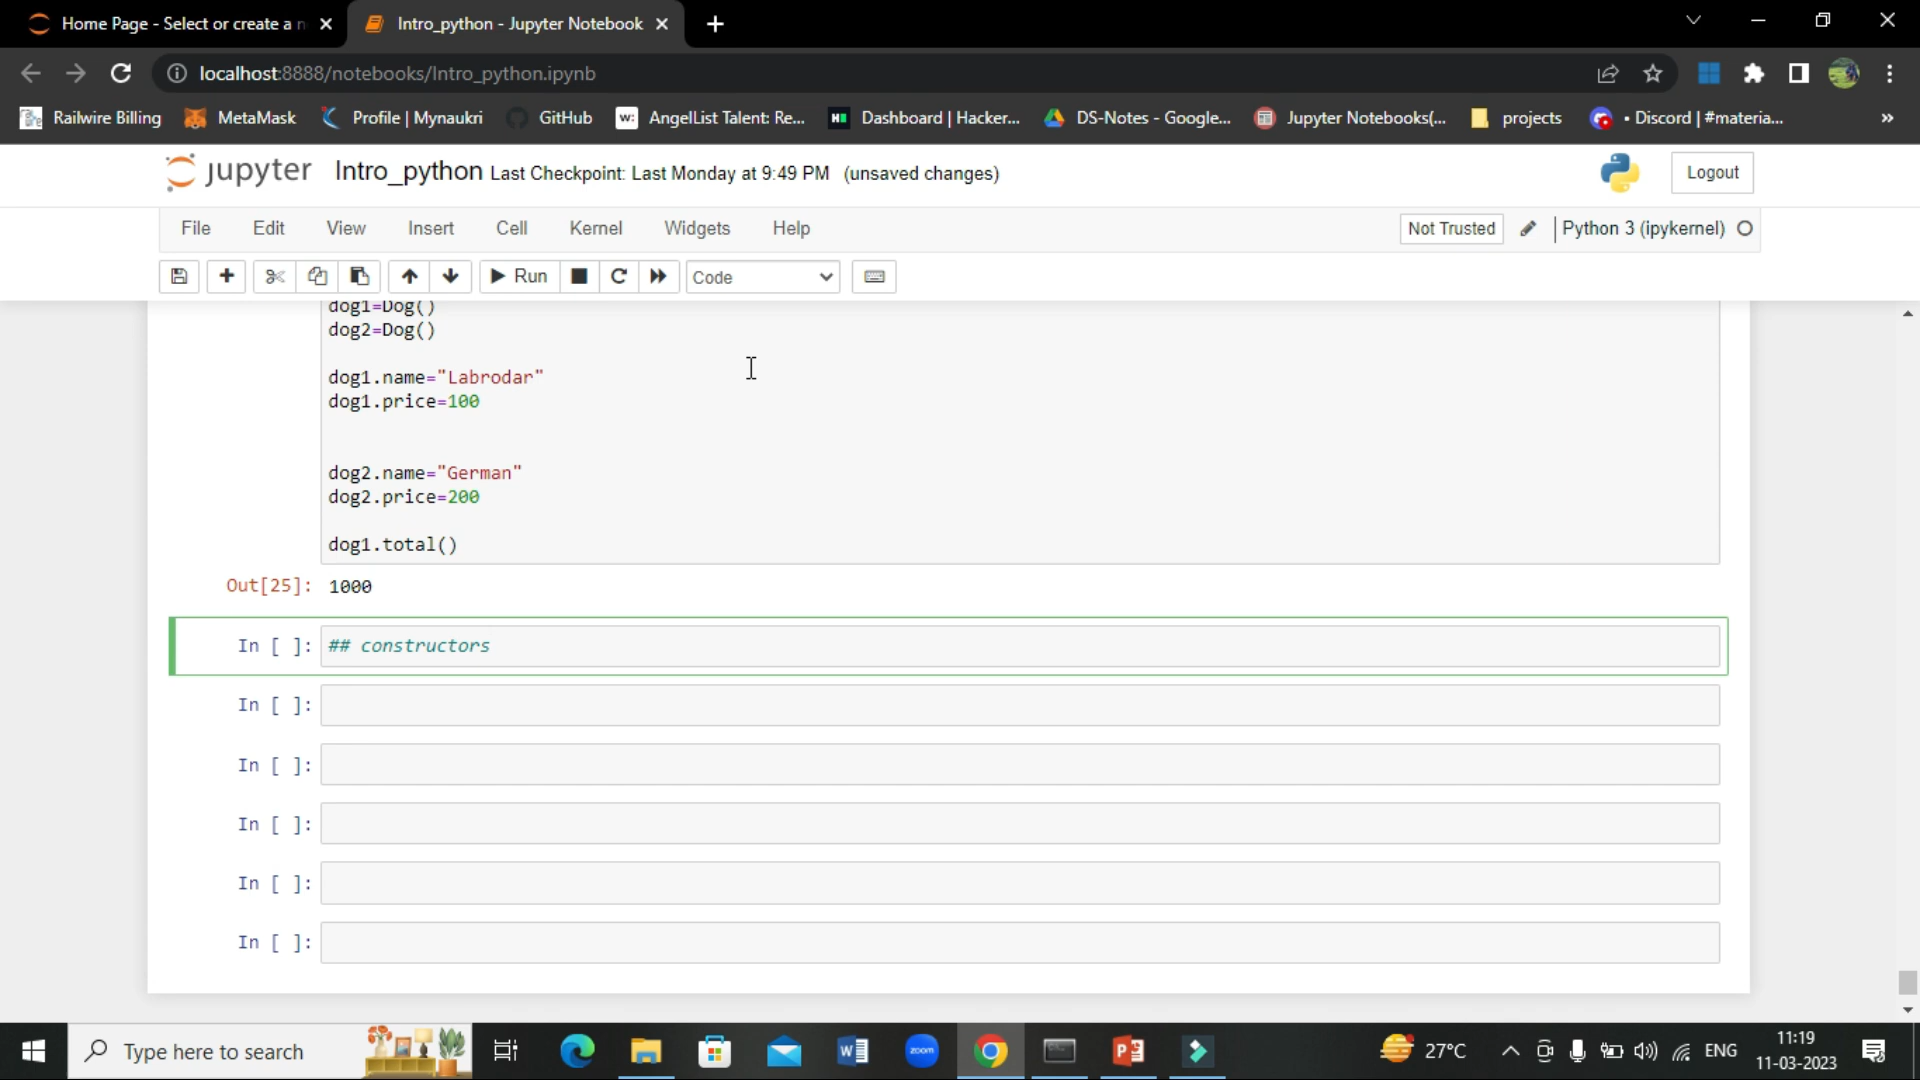 Home Page - Select or create a n
Intro_python - Jupyter Notebook
localhost:8888/notebooks/Intro_python.ipynb
Railwire Billing
MetaMask
Profile | Mynaukri
GitHub
AngelList Talent: Re...
Dashboard | Hacker...
DS-Notes - Google...
Jupyter Notebooks(...
projects
• Discord | #materia...
»
jupyter Intro_python Last Checkpoint: Last Monday at 9:49 PM (unsaved changes)
Logout
File Edit View Insert Cell Kernel Widgets Help
Not Trusted
Python 3 (ipykernel)
Run
Code
dog1=Dog()
dog2=Dog()
dog1.name="Labrodar"
dog1.price=100
dog2.name="German"
dog2.price=200
dog1.total()
Out[25]: 1000
In [ ]: ## constructors
In [ ]:
In [ ]:
In [ ]:
In [ ]:
In [ ]:
Type here to search
zoom
27°C
ENG
11:19
11-03-2023